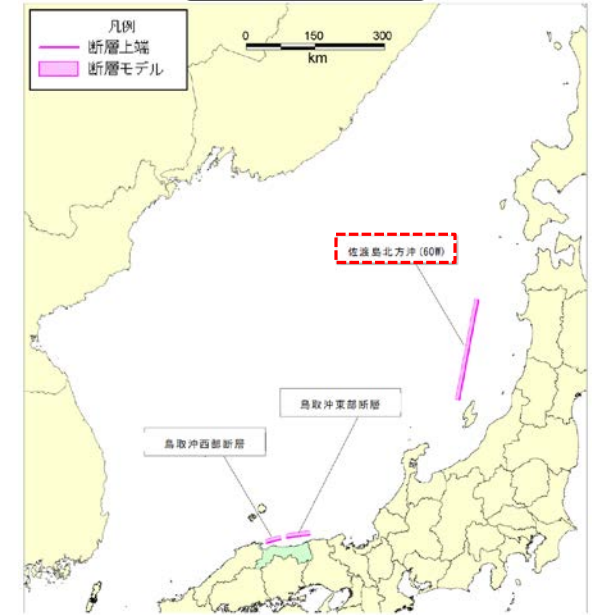 凡例
断層上端
断層モデル
0 150 300
km
佐渡島北方沖(60W)
鳥取沖東部断層
鳥取沖西部断層